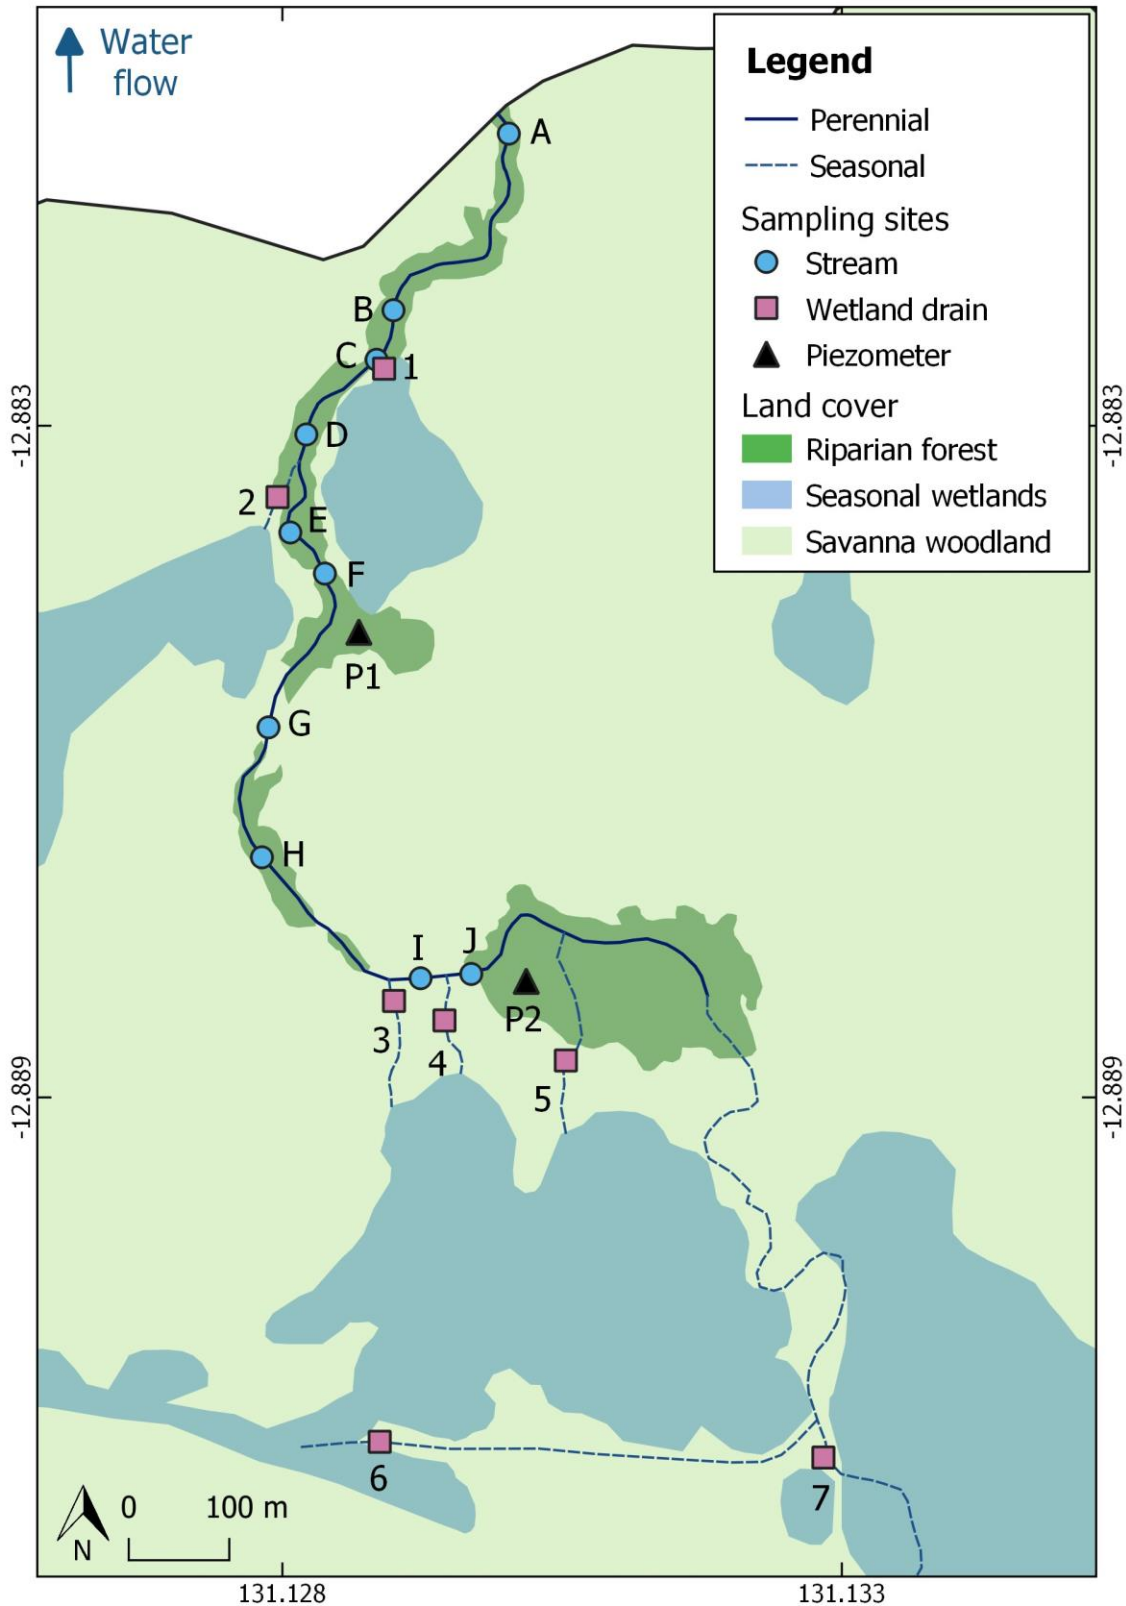 Water
flow
Legend
Perennial
Seasonal
Sampling sites
Stream
Wetland drain
Piezometer
Land cover
Riparian forest
Seasonal wetlands
Savanna woodland
A
B
C
1
-12.883
-12.883
D
2
E
F
P1
G
H
I
J
P2
3
4
5
-12.889
-12.889
6
7
0 100 m
N
131.128
131.133